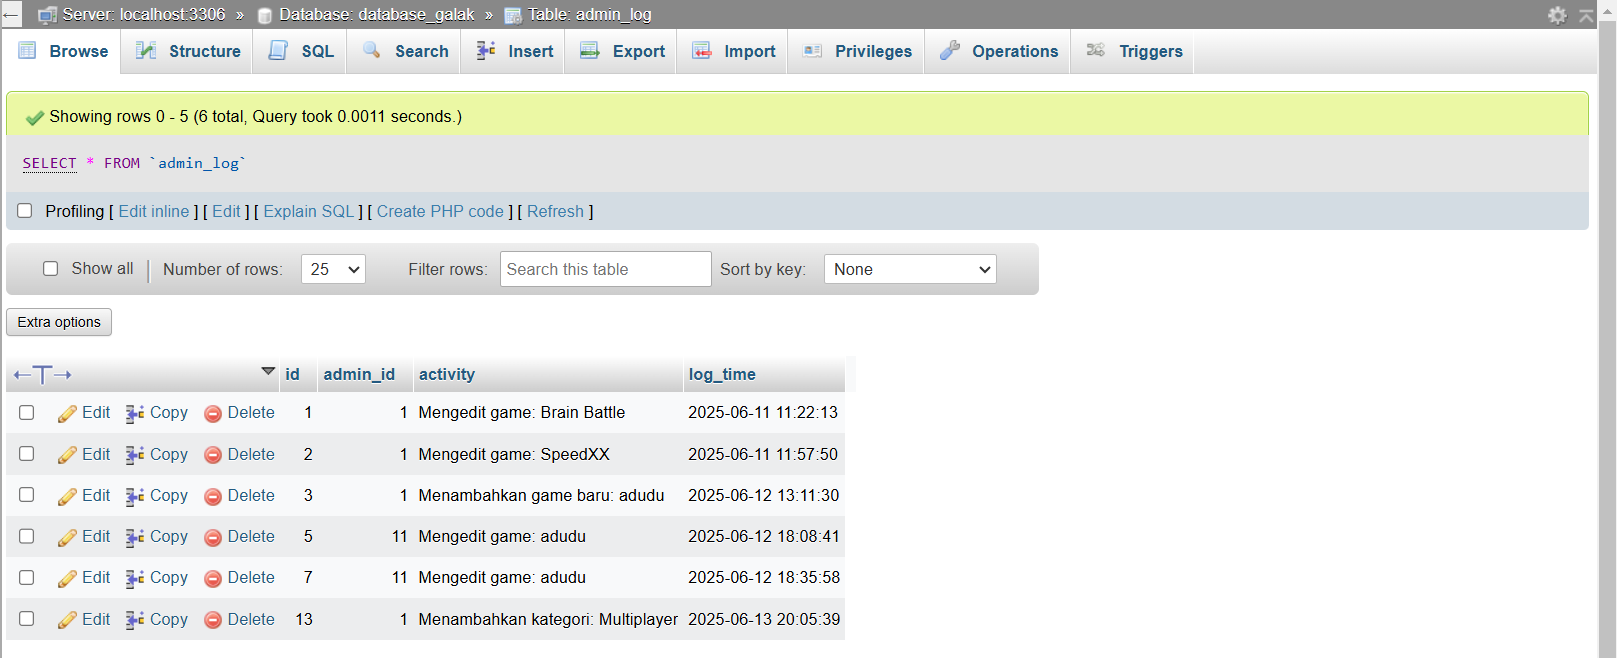 Server: localhost:3306 » Database: database_galak » Table: admin_log
Browse Structure SQL Search Insert Export Import Privileges Operations Triggers
Showing rows 0 - 5 (6 total, Query took 0.0011 seconds.)
SELECT * FROM `admin_log`
Profiling [ Edit inline ] [ Edit ] [ Explain SQL ] [ Create PHP code ] [ Refresh ]
Show all Number of rows: 25 Filter rows: Search this table Sort by key: None
Extra options
id admin_id activity log_time
Edit Copy Delete 1 1 Mengedit game: Brain Battle 2025-06-11 11:22:13
Edit Copy Delete 2 1 Mengedit game: SpeedXX 2025-06-11 11:57:50
Edit Copy Delete 3 1 Menambahkan game baru: adudu 2025-06-12 13:11:30
Edit Copy Delete 5 11 Mengedit game: adudu 2025-06-12 18:08:41
Edit Copy Delete 7 11 Mengedit game: adudu 2025-06-12 18:35:58
Edit Copy Delete 13 1 Menambahkan kategori: Multiplayer 2025-06-13 20:05:39